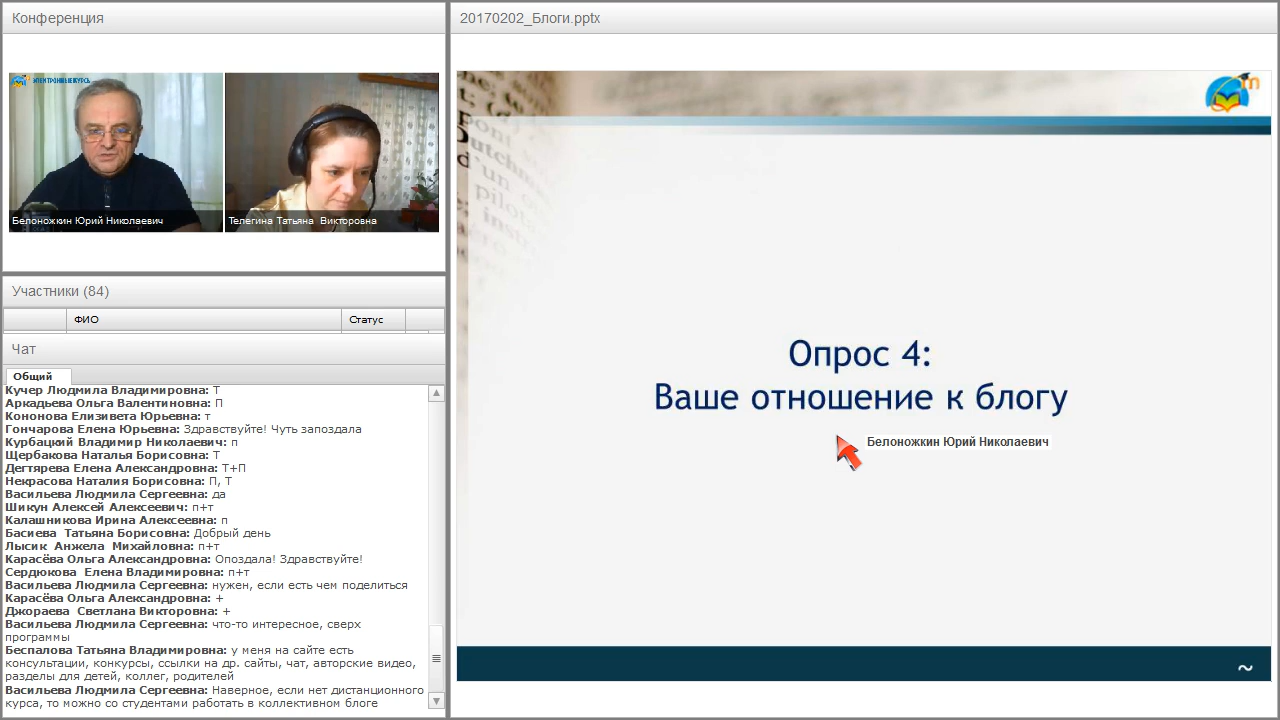 Конференция
Белоножкин Юрий Николаевич
Телегина Татьяна Викторовна
Участники (84)
ФИО Статус
Чат
Общий
Кучер Людмила Владимировна: Т
Аркадьева Ольга Валентиновна: П
Кононова Елизивета Юрьевна: т
Гончарова Елена Юрьевна: Здравствуйте! Чуть запоздала
Курбацкий Владимир Николаевич: п
Щербакова Наталья Борисовна: Т
Дегтярева Елена Александровна: Т+П
Некрасова Наталия Борисовна: П, Т
Васильева Людмила Сергеевна: да
Шикун Алексей Алексеевич: п+т
Калашникова Ирина Алексеевна: п
Басиева Татьяна Борисовна: Добрый день
Лысик Анжела Михайловна: п+т
Карасёва Ольга Александровна: Опоздала! Здравствуйте!
Сердюкова Елена Владимировна: п+т
Васильева Людмила Сергеевна: нужен, если есть чем поделиться
Карасёва Ольга Александровна: +
Джораева Светлана Викторовна: +
Васильева Людмила Сергеевна: что-то интересное, сверх
программы
Беспалова Татьяна Владимировна: у меня на сайте есть
консультации, конкурсы, ссылки на др. сайты, чат, авторские видео,
разделы для детей, коллег, родителей
Васильева Людмила Сергеевна: Наверное, если нет дистанционного
курса, то можно со студентами работать в коллективном блоге
20170202_Блоги.pptx
Опрос 4:
Ваше отношение к блогу
Белоножкин Юрий Николаевич
~